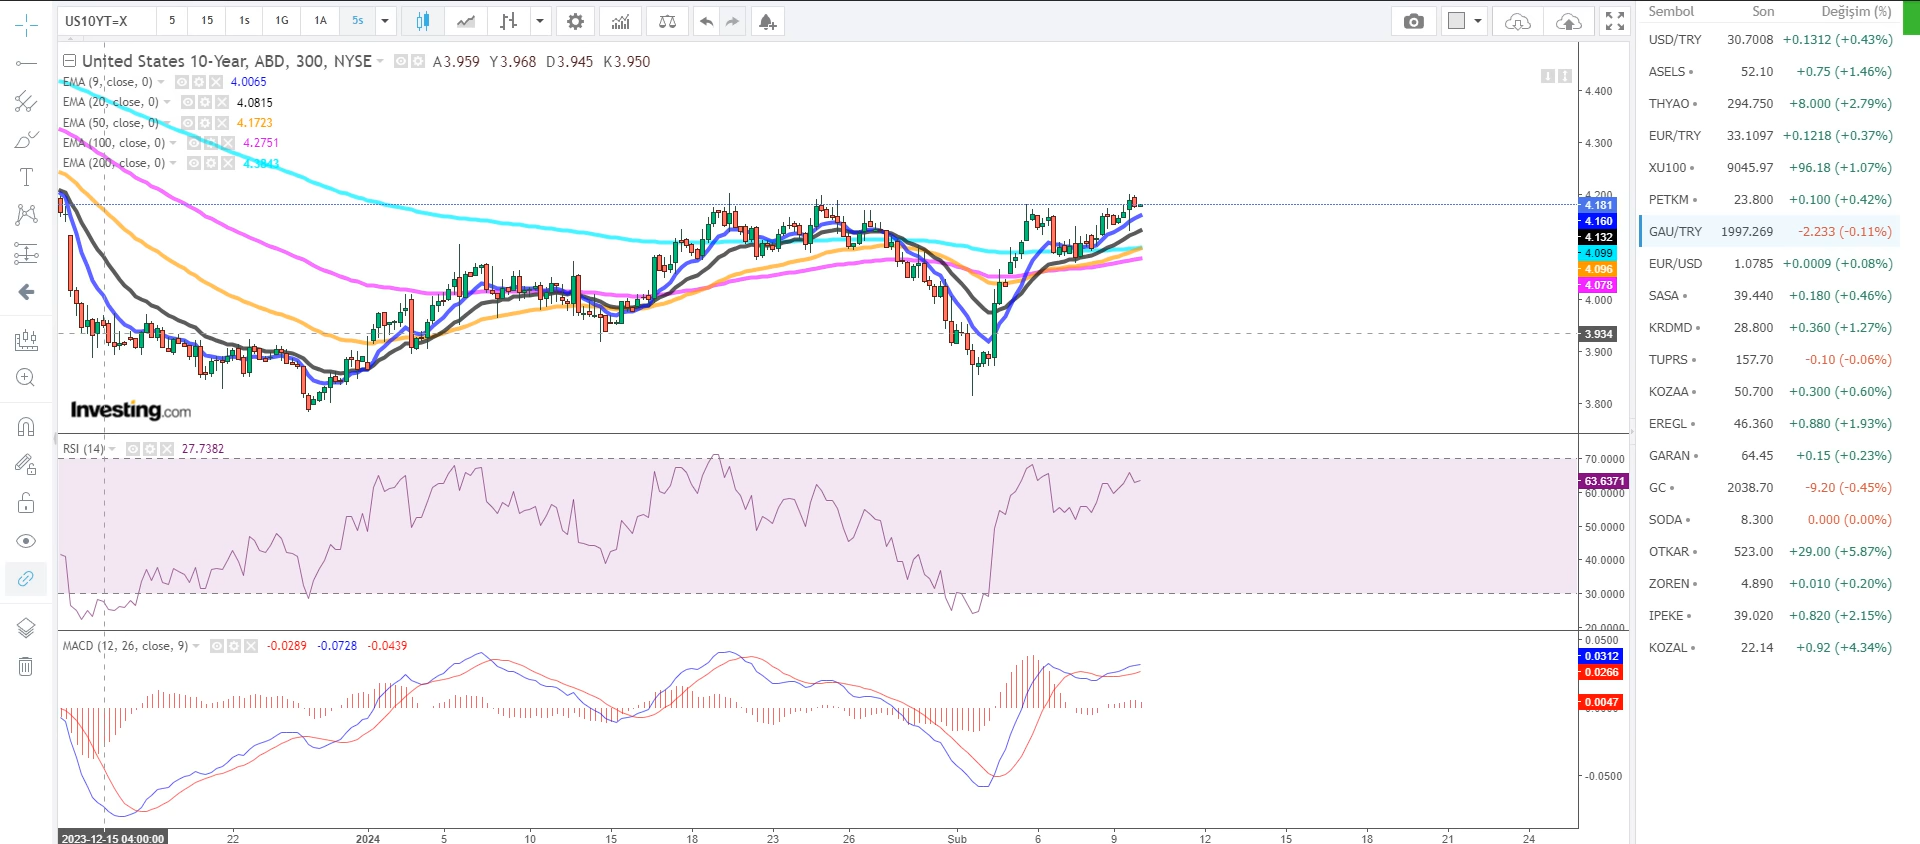 US10YT=X 5 15 1s 1G 1A 5s
United States 10-Year, ABD, 300, NYSE A3.959 Y3.968 D3.945 K3.950
EMA (9, close, 0) 4.0065
EMA (20, close, 0) 4.0815
EMA (50, close, 0) 4.1723
EMA (100, close, 0) 4.2751
EMA (200, close, 0) 4.3843
4.400
4.300
4.200
4.181
4.160
4.132
4.099
4.096
4.078
4.000
3.934
3.900
3.800
Investing.com
RSI (14) 27.7382
70.0000
63.6371
60.0000
50.0000
40.0000
30.0000
20.0000
MACD (12, 26, close, 9) -0.0289 -0.0728 -0.0439
0.0500
0.0312
0.0266
0.0047
-0.0500
2023-12-15 04:00:00 22 2024 5 10 15 18 23 26 Sub 6 9 12 15 18 21 24
Sembol Son Değişim (%)
USD/TRY 30.7008 +0.1312 (+0.43%)
ASELS 52.10 +0.75 (+1.46%)
THYAO 294.750 +8.000 (+2.79%)
EUR/TRY 33.1097 +0.1218 (+0.37%)
XU100 9045.97 +96.18 (+1.07%)
PETKM 23.800 +0.100 (+0.42%)
GAU/TRY 1997.269 -2.233 (-0.11%)
EUR/USD 1.0785 +0.0009 (+0.08%)
SASA 39.440 +0.180 (+0.46%)
KRDMD 28.800 +0.360 (+1.27%)
TUPRS 157.70 -0.10 (-0.06%)
KOZAA 50.700 +0.300 (+0.60%)
EREGL 46.360 +0.880 (+1.93%)
GARAN 64.45 +0.15 (+0.23%)
GC 2038.70 -9.20 (-0.45%)
SODA 8.300 0.000 (0.00%)
OTKAR 523.00 +29.00 (+5.87%)
ZOREN 4.890 +0.010 (+0.20%)
IPEKE 39.020 +0.820 (+2.15%)
KOZAL 22.14 +0.92 (+4.34%)